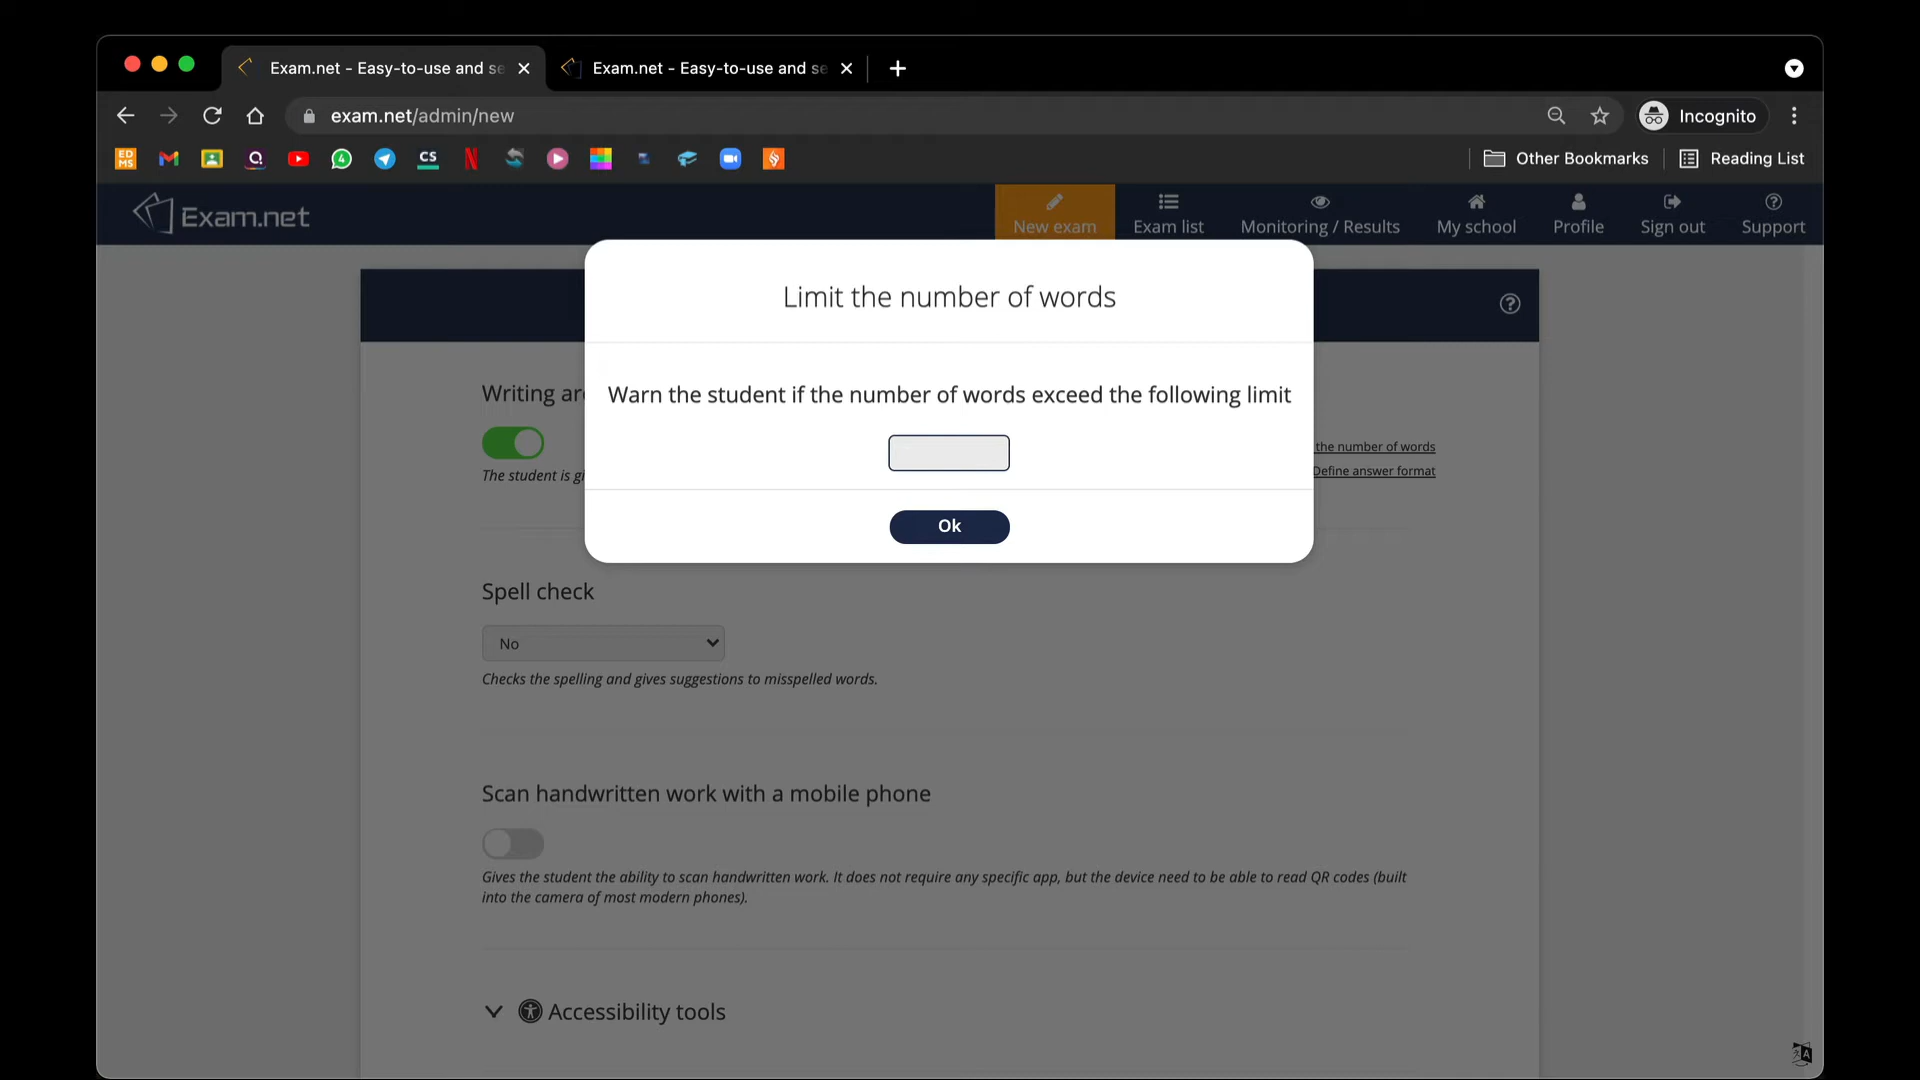 Exam.net - Easy-to-use and se
Exam.net - Easy-to-use and se
exam.net/admin/new
Incognito
ED
MS
4
CS
Other Bookmarks
Reading List
Exam.net
New exam
Exam list
Monitoring / Results
My school
Profile
Sign out
Support
Limit the number of words
Warn the student if the number of words exceed the following limit
Ok
Writing are
The student is gi
the number of words
Define answer format
Spell check
No
Checks the spelling and gives suggestions to misspelled words.
Scan handwritten work with a mobile phone
Gives the student the ability to scan handwritten work. It does not require any specific app, but the device need to be able to read QR codes (built
into the camera of most modern phones).
Accessibility tools